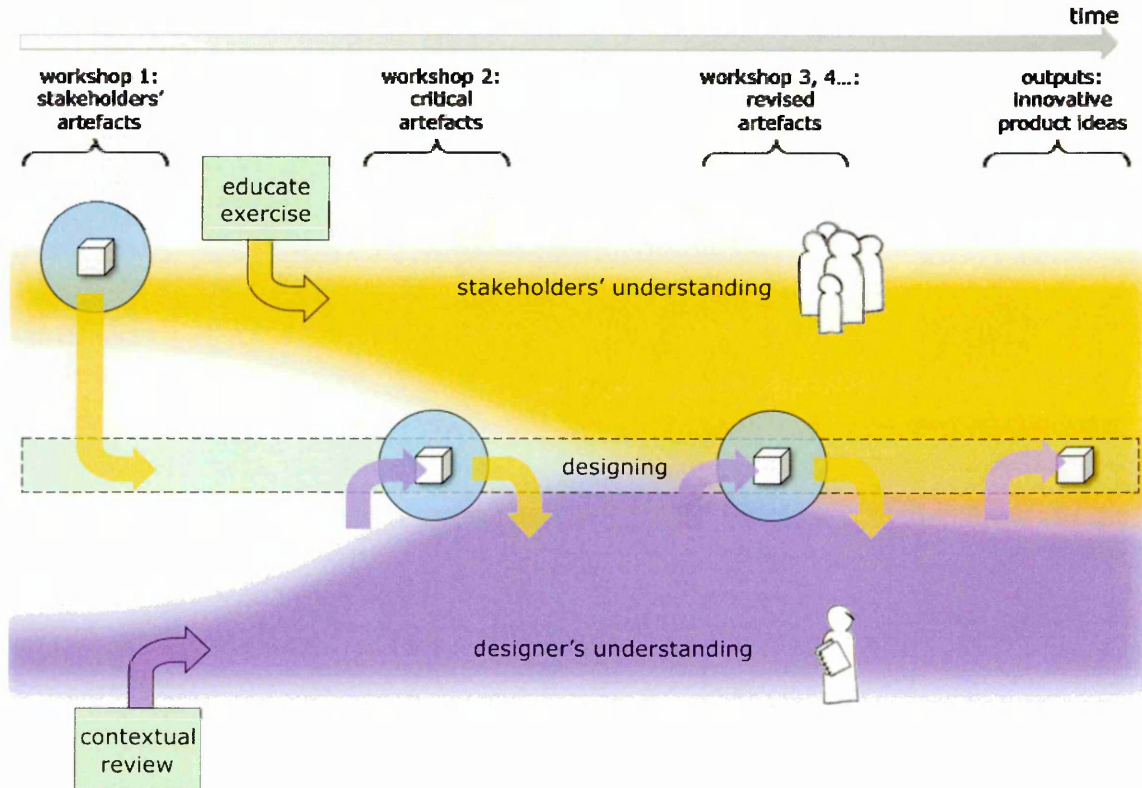 time
workshop 1:
stakeholders'
artefacts
workshop 2:
critical
artefacts
workshop 3, 4...:
revised
artefacts
outputs:
innovative
product ideas
educate
exercise
stakeholders' understanding
designing
designer's understanding
contextual
review